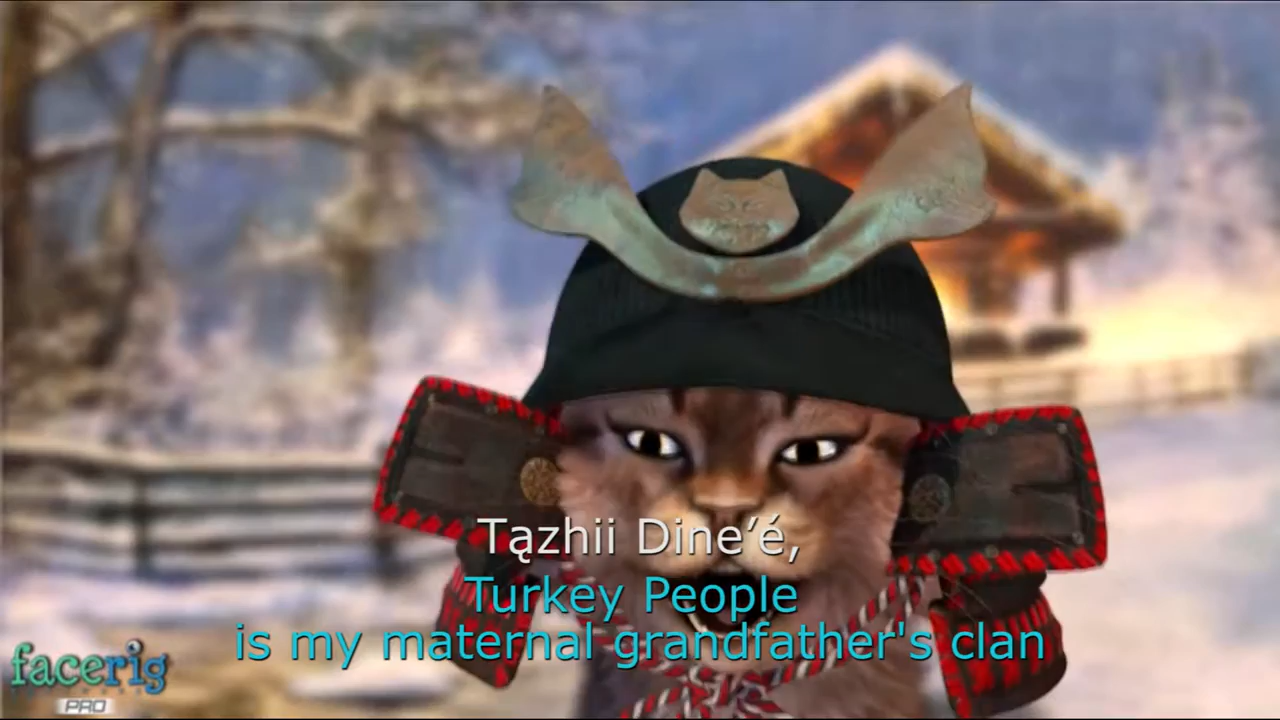 Tązhii Dine’é,
Turkey People
is my maternal grandfather's clan
facerig
PRO